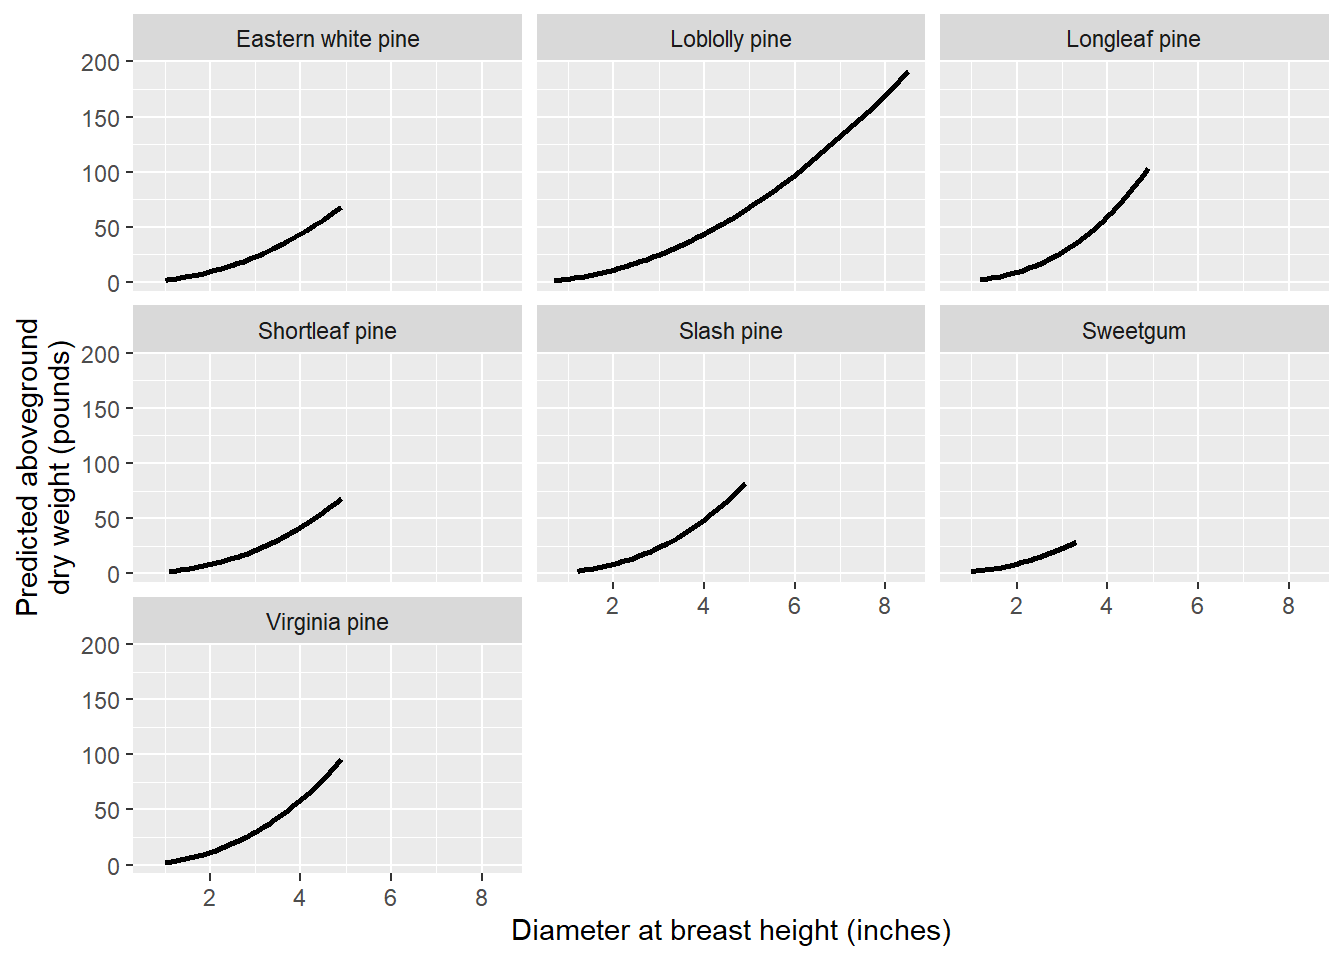 Eastern white pine
Loblolly pine
Longleaf pine
200
150
100
50
0
Shortleaf pine
Slash pine
Sweetgum
200
150
100
50
0
2 4 6 8
2 4 6 8
Virginia pine
200
150
100
50
0
2 4 6 8
Predicted aboveground
dry weight (pounds)
Diameter at breast height (inches)